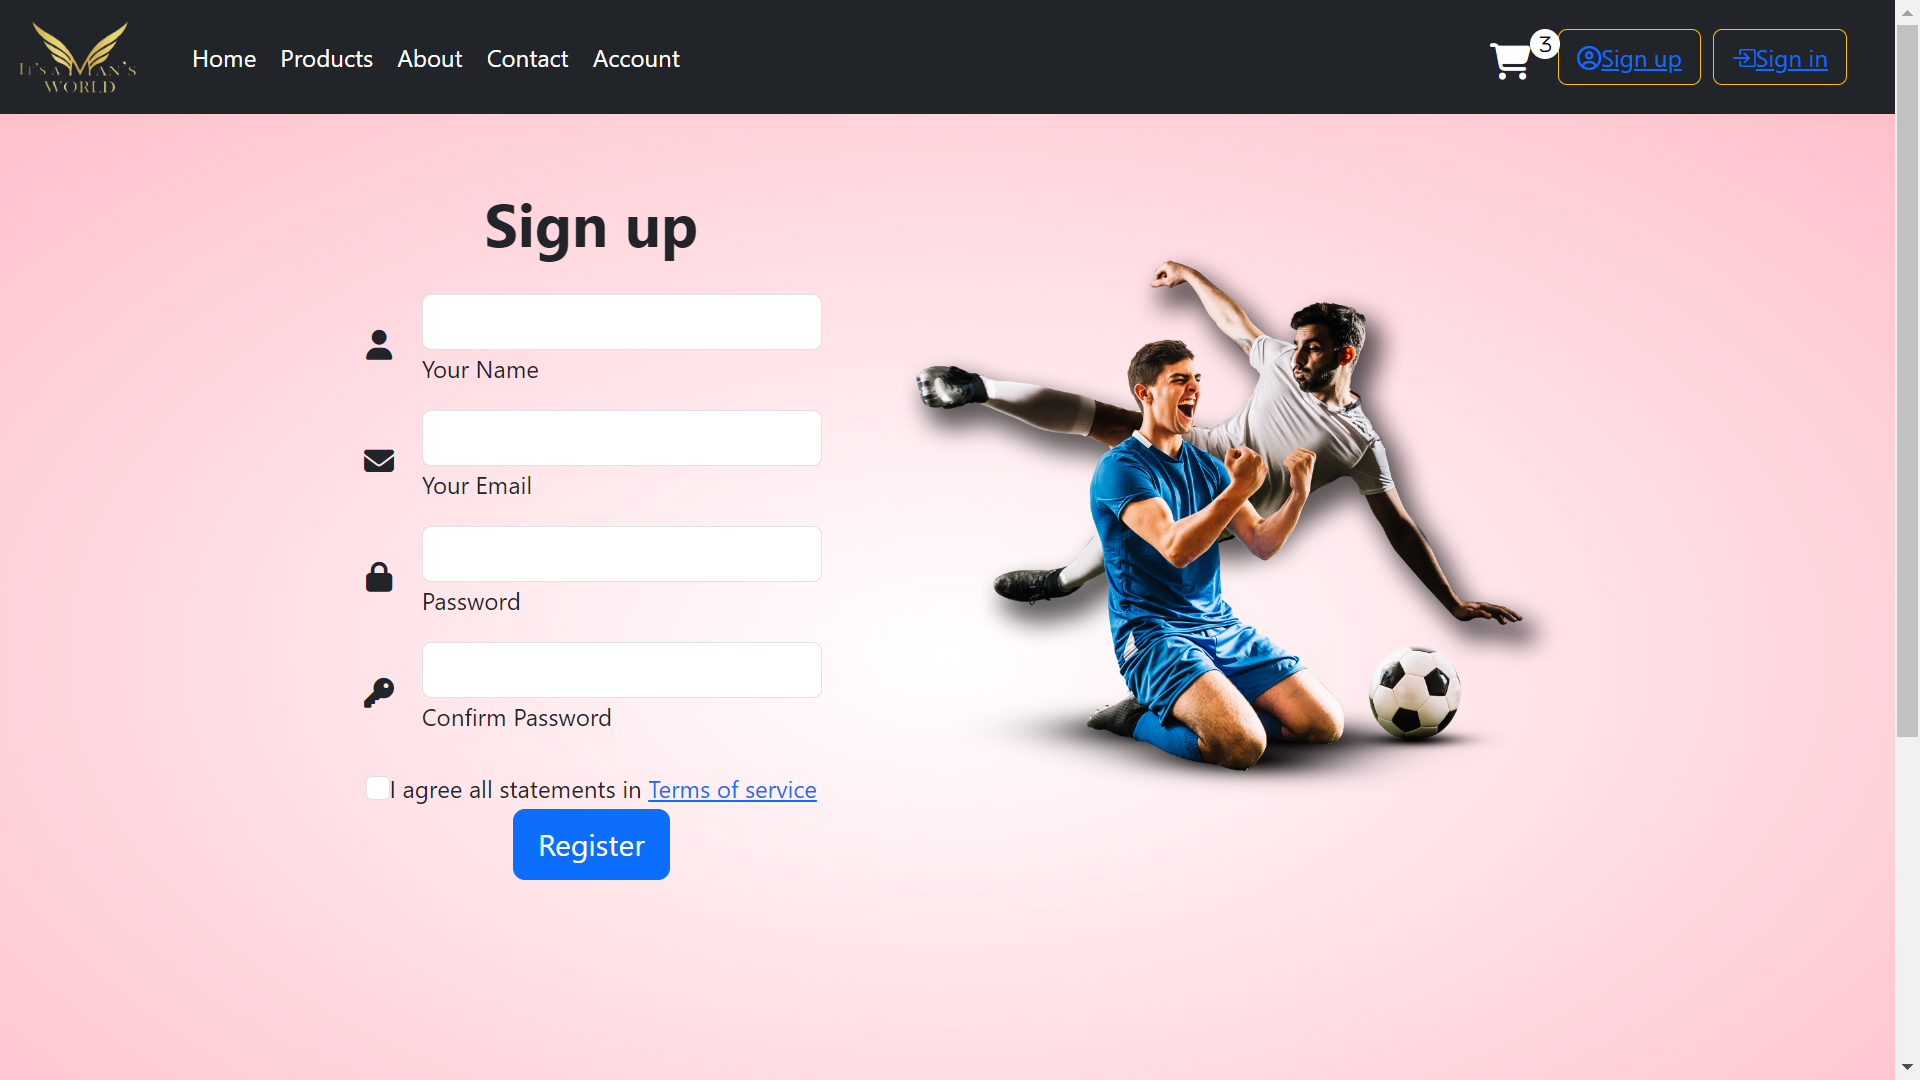 IT'S A MAN'S
WORLD
Home Products About Contact Account
3
Sign up Sign in
Sign up
Your Name
Your Email
Password
Confirm Password
I agree all statements in Terms of service
Register